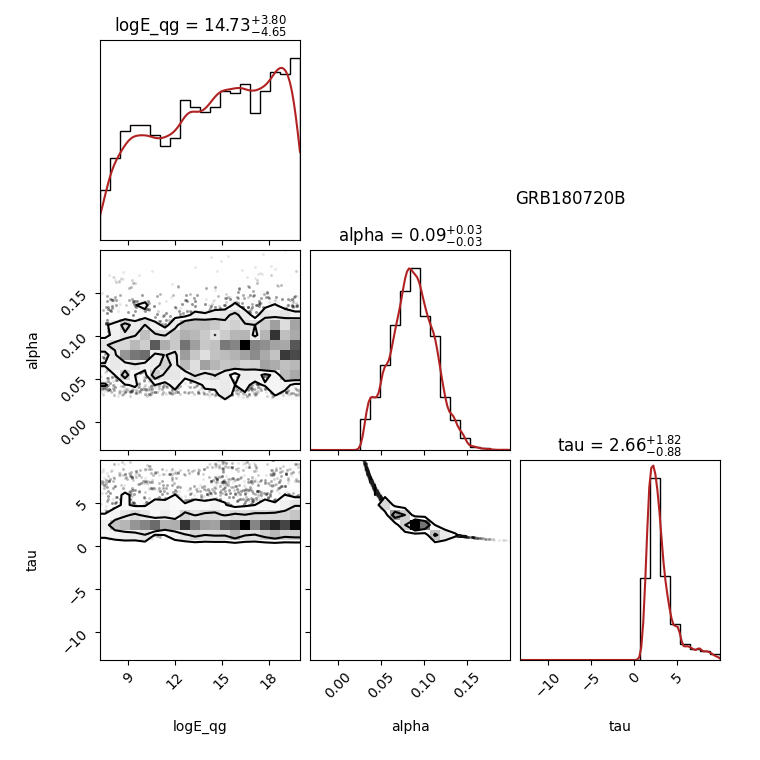 logE_qg = 14.73^{+3.80}_{-4.65}
GRB180720B
alpha = 0.09^{+0.03}_{-0.03}
alpha
0.15
0.10
0.05
0.00
tau = 2.66^{+1.82}_{-0.88}
tau
5
0
−5
−10
9 12 15 18
0.00 0.05 0.10 0.15
−10 −5 0 5
logE_qg alpha tau